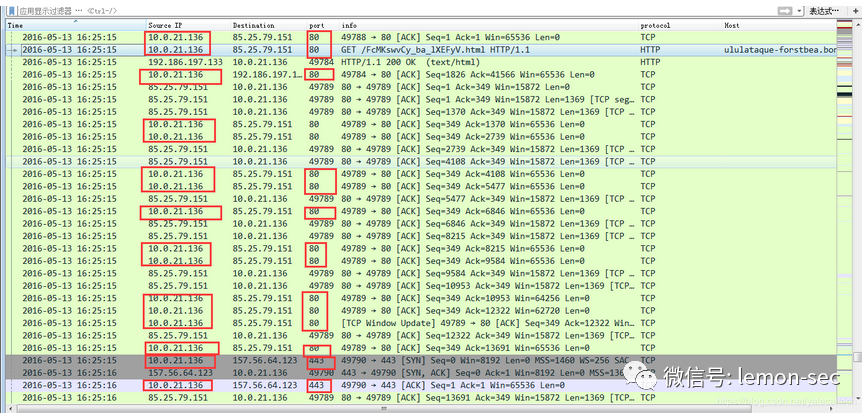 应用显示过滤器 … <Ctrl-/>
表达式…
Time Source IP Destination port info protocol Host
2016-05-13 16:25:15 10.0.21.136 85.25.79.151 80 49788 → 80 [ACK] Seq=1 Ack=1 Win=65536 Len=0 TCP
2016-05-13 16:25:15 10.0.21.136 85.25.79.151 80 GET /FcMKswvCy_ba_lXEFyV.html HTTP/1.1 HTTP ululataque-forstbea.bon
2016-05-13 16:25:15 192.186.197.133 10.0.21.136 49784 HTTP/1.1 200 OK (text/html) HTTP
2016-05-13 16:25:15 10.0.21.136 192.186.197.1… 80 49784 → 80 [ACK] Seq=1826 Ack=41566 Win=65536 Len=0 TCP
2016-05-13 16:25:15 85.25.79.151 10.0.21.136 49789 80 → 49789 [ACK] Seq=1 Ack=349 Win=15872 Len=0 TCP
2016-05-13 16:25:15 85.25.79.151 10.0.21.136 49789 80 → 49789 [ACK] Seq=1 Ack=349 Win=15872 Len=1369 [TCP seg… TCP
2016-05-13 16:25:15 85.25.79.151 10.0.21.136 49789 80 → 49789 [ACK] Seq=1370 Ack=349 Win=15872 Len=1369 [TCP … TCP
2016-05-13 16:25:15 10.0.21.136 85.25.79.151 80 49789 → 80 [ACK] Seq=349 Ack=1370 Win=65536 Len=0 TCP
2016-05-13 16:25:15 10.0.21.136 85.25.79.151 80 49789 → 80 [ACK] Seq=349 Ack=2739 Win=65536 Len=0 TCP
2016-05-13 16:25:15 85.25.79.151 10.0.21.136 49789 80 → 49789 [ACK] Seq=2739 Ack=349 Win=15872 Len=1369 [TCP … TCP
2016-05-13 16:25:15 85.25.79.151 10.0.21.136 49789 80 → 49789 [ACK] Seq=4108 Ack=349 Win=15872 Len=1369 [TCP … TCP
2016-05-13 16:25:15 10.0.21.136 85.25.79.151 80 49789 → 80 [ACK] Seq=349 Ack=4108 Win=65536 Len=0 TCP
2016-05-13 16:25:15 10.0.21.136 85.25.79.151 80 49789 → 80 [ACK] Seq=349 Ack=5477 Win=65536 Len=0 TCP
2016-05-13 16:25:15 85.25.79.151 10.0.21.136 49789 80 → 49789 [ACK] Seq=5477 Ack=349 Win=15872 Len=1369 [TCP … TCP
2016-05-13 16:25:15 10.0.21.136 85.25.79.151 80 49789 → 80 [ACK] Seq=349 Ack=6846 Win=65536 Len=0 TCP
2016-05-13 16:25:15 85.25.79.151 10.0.21.136 49789 80 → 49789 [ACK] Seq=6846 Ack=349 Win=15872 Len=1369 [TCP … TCP
2016-05-13 16:25:15 85.25.79.151 10.0.21.136 49789 80 → 49789 [ACK] Seq=8215 Ack=349 Win=15872 Len=1369 [TCP … TCP
2016-05-13 16:25:15 10.0.21.136 85.25.79.151 80 49789 → 80 [ACK] Seq=349 Ack=8215 Win=65536 Len=0 TCP
2016-05-13 16:25:15 10.0.21.136 85.25.79.151 80 49789 → 80 [ACK] Seq=349 Ack=9584 Win=65536 Len=0 TCP
2016-05-13 16:25:15 85.25.79.151 10.0.21.136 49789 80 → 49789 [ACK] Seq=9584 Ack=349 Win=15872 Len=1369 [TCP … TCP
2016-05-13 16:25:15 85.25.79.151 10.0.21.136 49789 80 → 49789 [ACK] Seq=10953 Ack=349 Win=15872 Len=1369 [TCP… TCP
2016-05-13 16:25:15 10.0.21.136 85.25.79.151 80 49789 → 80 [ACK] Seq=349 Ack=10953 Win=64256 Len=0 TCP
2016-05-13 16:25:15 10.0.21.136 85.25.79.151 80 49789 → 80 [ACK] Seq=349 Ack=12322 Win=62720 Len=0 TCP
2016-05-13 16:25:15 10.0.21.136 85.25.79.151 80 [TCP Window Update] 49789 → 80 [ACK] Seq=349 Ack=12322 Win… TCP
2016-05-13 16:25:15 85.25.79.151 10.0.21.136 49789 80 → 49789 [ACK] Seq=12322 Ack=349 Win=15872 Len=1369 [TCP… TCP
2016-05-13 16:25:15 10.0.21.136 85.25.79.151 80 49789 → 80 [ACK] Seq=349 Ack=13691 Win=65536 Len=0 TCP
2016-05-13 16:25:16 10.0.21.136 157.56.64.123 443 49790 → 443 [SYN] Seq=0 Win=8192 Len=0 MSS=1460 WS=256 SAC… TCP
2016-05-13 16:25:16 157.56.64.123 10.0.21.136 49790 443 → 49790 [SYN, ACK] Seq=0 Ack=1 Win=8192 Len=0 MSS=13
2016-05-13 16:25:16 10.0.21.136 157.56.64.123 443 49790 → 443 [ACK] Seq=1 Ack=1 Win=65536 Len=0 TCP
2016-05-13 16:25:16 85.25.79.151 10.0.21.136 49789 80 → 49789 [ACK] Seq=13691 Ack=349 Win=15872 Len=1369 [TCP… TCP
微信号: lemon-sec